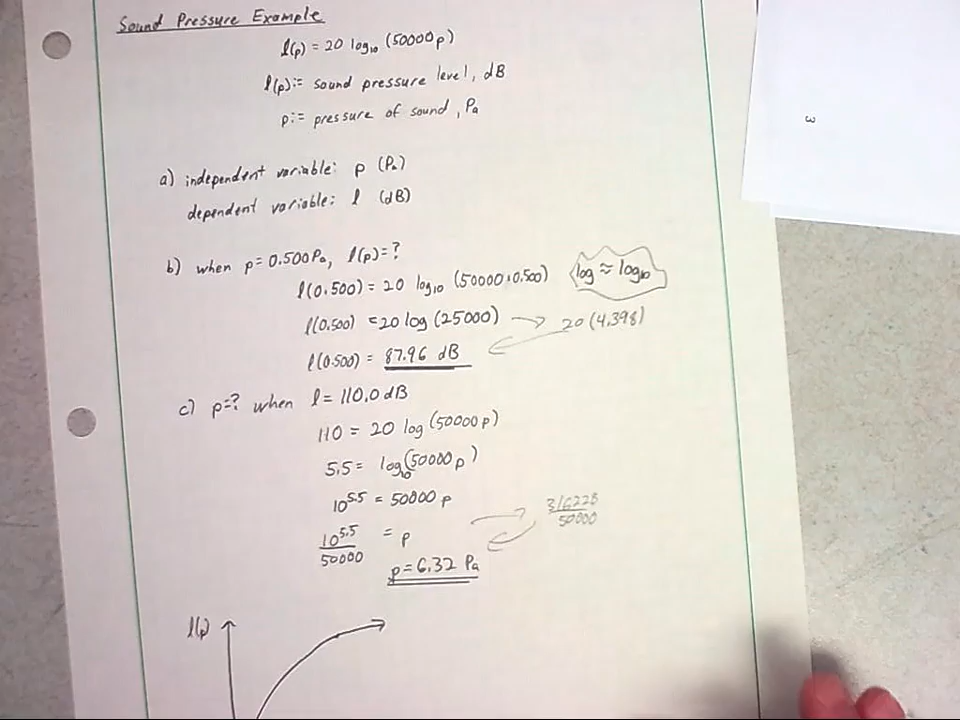 Sound Pressure Example
l(p) = 20 log₁₀ (50000p)
l(p):= sound pressure level, dB
p:= pressure of sound, Pa
a) independent variable: p (Pa)
dependent variable: l (dB)
b) when p=0.500Pa, l(p)=?
l(0.500) = 20 log₁₀ (50000·0.500) log ≈ log₁₀
l(0.500) = 20 log (25000) → 20 (4.398)
l(0.500) = 87.96 dB
c) p=? when l= 110.0 dB
110 = 20 log (50000p)
5.5 = log₁₀(50000p)
10^5.5 = 50000 p
10^5.5/50000 = p 316228/50000
p=6.32 Pa
l(p)
3